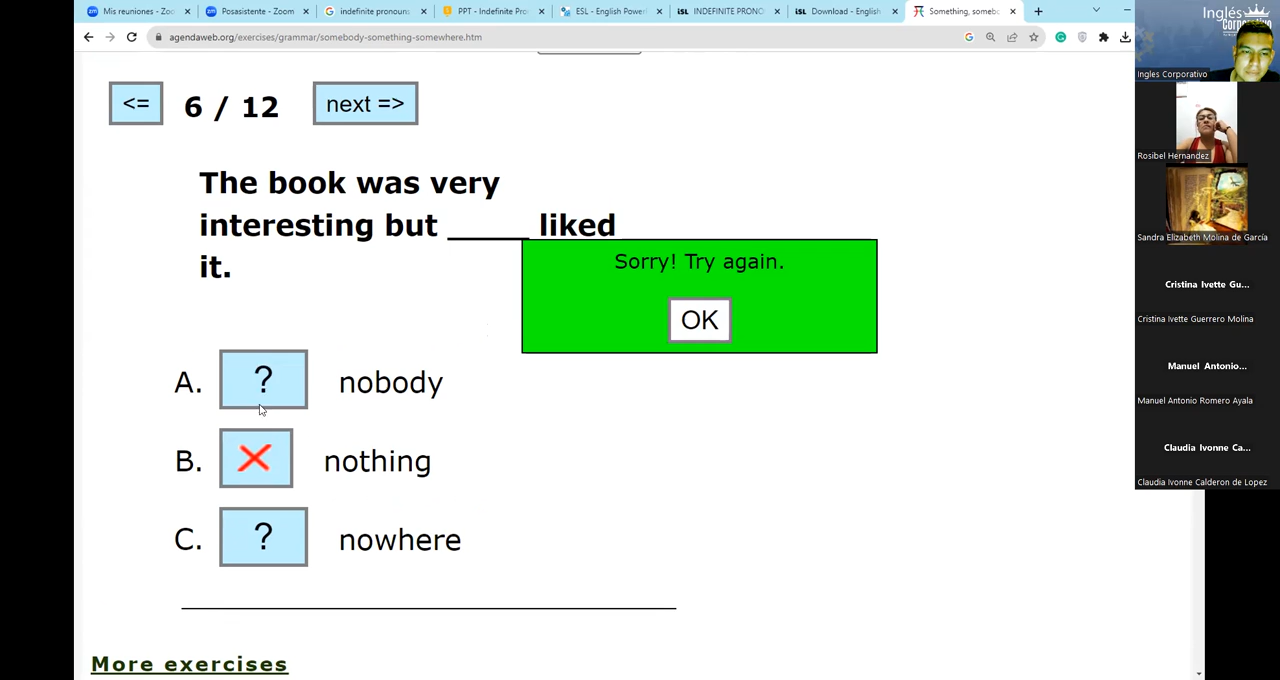 Mis reuniones - Zoo
Posasistente - Zoom
indefinite pronouns
PPT - Indefinite Pro
ESL - English Power
iSL
INDEFINITE PRONO
iSL
Download - English
Something, someb
agendaweb.org/exercises/grammar/somebody-something-somewhere.htm
<=
6 / 12
next =>
The book was very
interesting but _____ liked
it.
Sorry! Try again.
OK
A.
?
nobody
B.
nothing
C.
?
nowhere
More exercises
Inglés
Corporativo
Ingles Corporativo
Rosibel Hernandez
Sandra Elizabeth Molina de García
Cristina Ivette Gu...
Cristina Ivette Guerrero Molina
Manuel Antonio...
Manuel Antonio Romero Ayala
Claudia Ivonne Ca...
Claudia Ivonne Calderon de Lopez